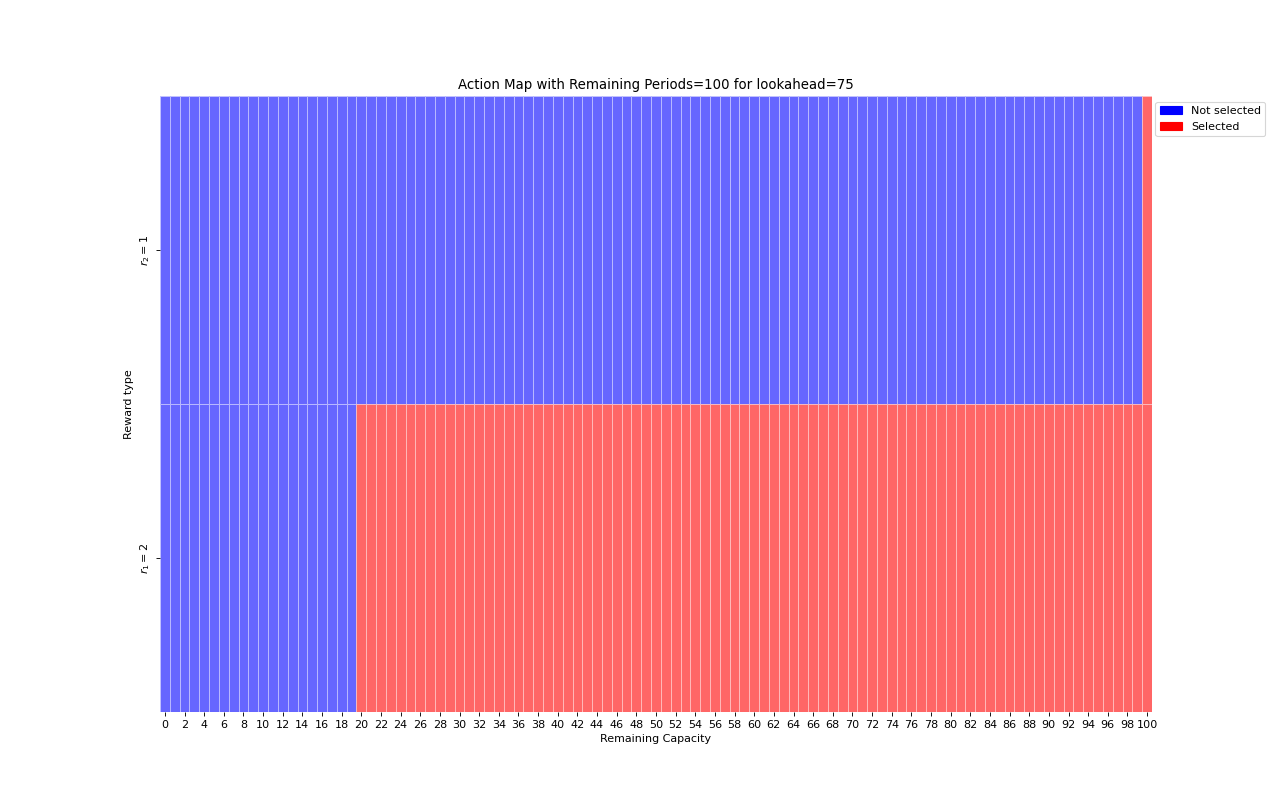 Action Map with Remaining Periods=100 for lookahead=75
Not selected
Selected
r₂ = 1
Reward type
r₁ = 2
0 2 4 6 8 10 12 14 16 18 20 22 24 26 28 30 32 34 36 38 40 42 44 46 48 50 52 54 56 58 60 62 64 66 68 70 72 74 76 78 80 82 84 86 88 90 92 94 96 98 100
Remaining Capacity